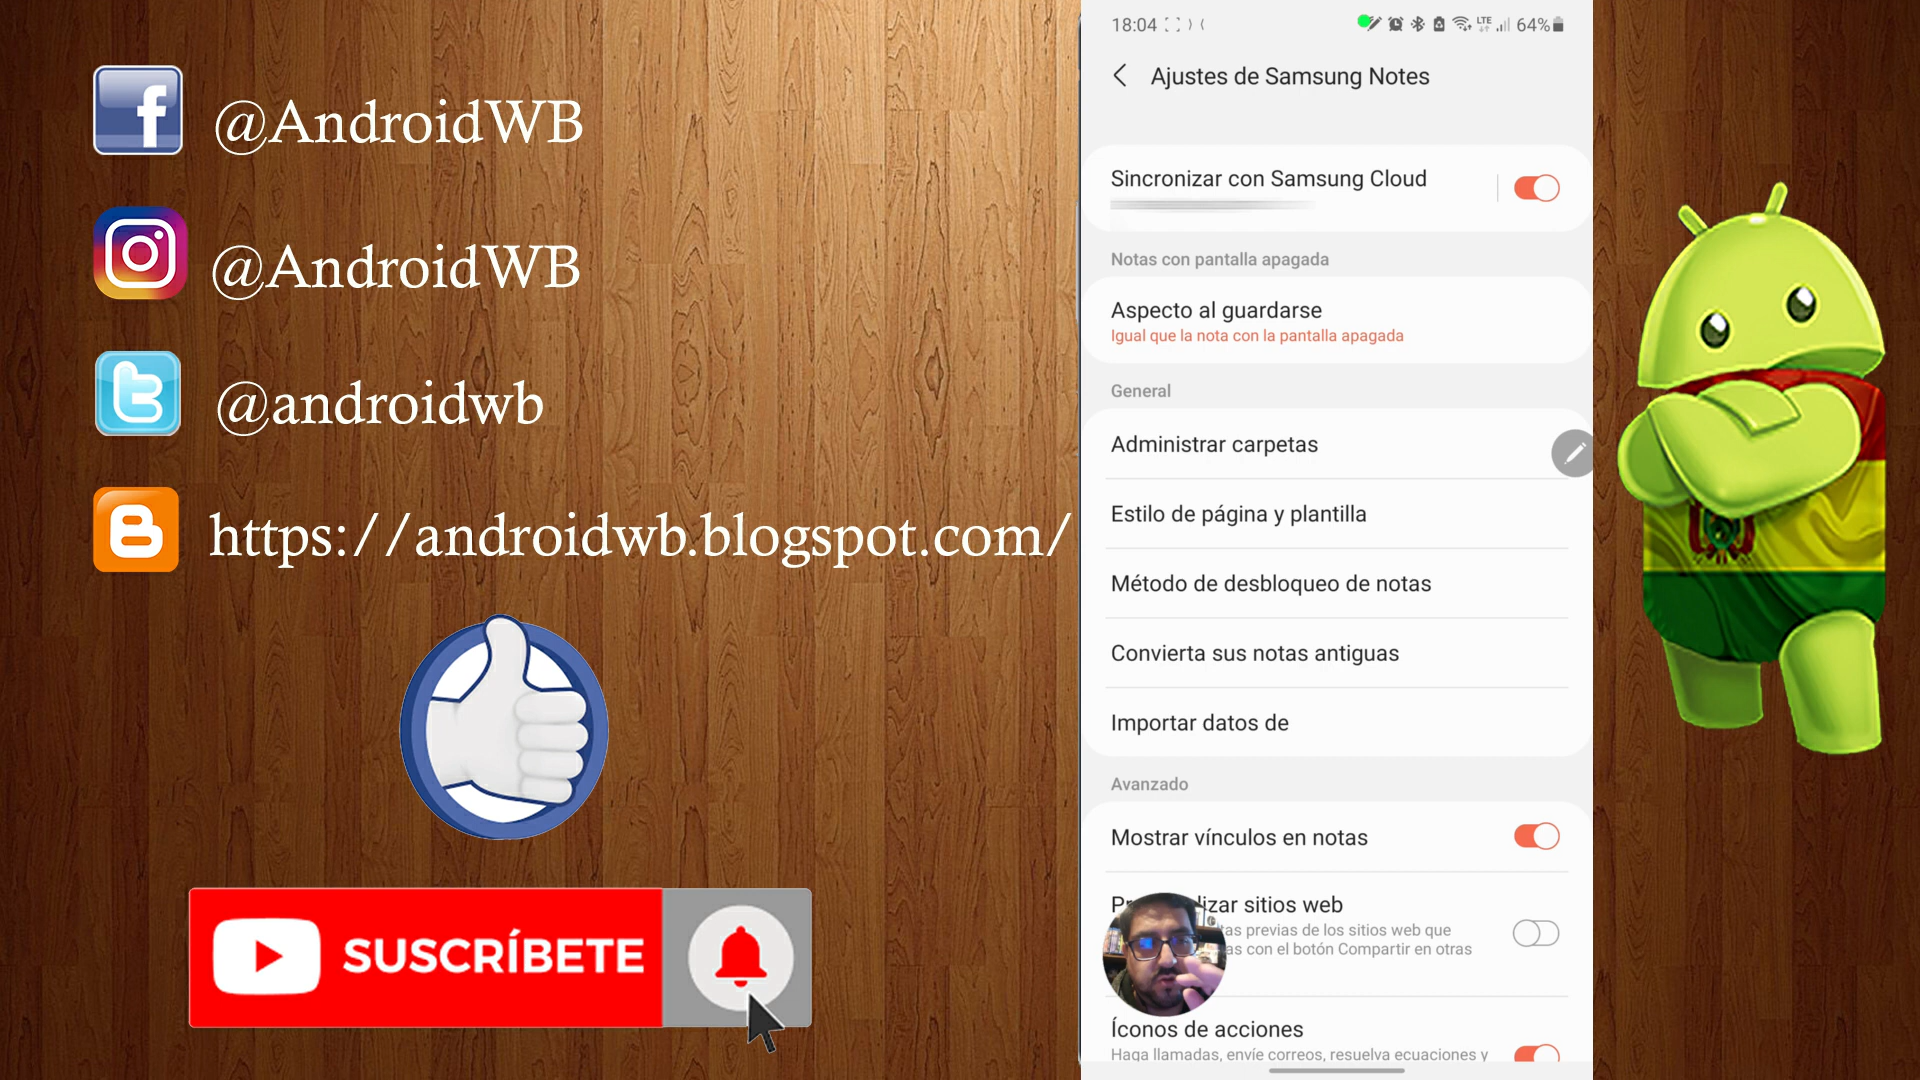 @AndroidWB
@AndroidWB
@androidwb
https://androidwb.blogspot.com/
SUSCRÍBETE
18:04
LTE
64%
Ajustes de Samsung Notes
Sincronizar con Samsung Cloud
Notas con pantalla apagada
Aspecto al guardarse
Igual que la nota con la pantalla apagada
General
Administrar carpetas
Estilo de página y plantilla
Método de desbloqueo de notas
Convierta sus notas antiguas
Importar datos de
Avanzado
Mostrar vínculos en notas
sitios web
previas de los sitios web que
con el botón Compartir en otras
Íconos de acciones
Haga llamadas, envíe correos, resuelva ecuaciones y